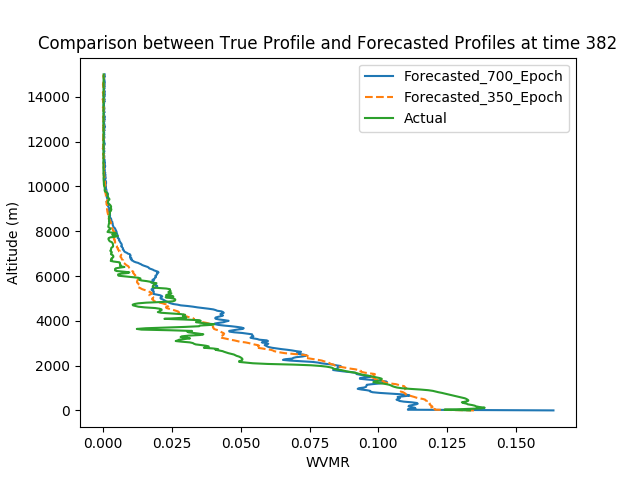 Comparison between True Profile and Forecasted Profiles at time 382
Forecasted_700_Epoch
Forecasted_350_Epoch
Actual
Altitude (m)
14000
12000
10000
8000
6000
4000
2000
0
0.000 0.025 0.050 0.075 0.100 0.125 0.150
WVMR